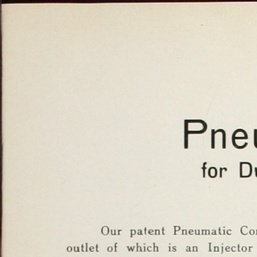 Pneu
for Du
Our patent Pneumatic Con
outlet of which is an Injector